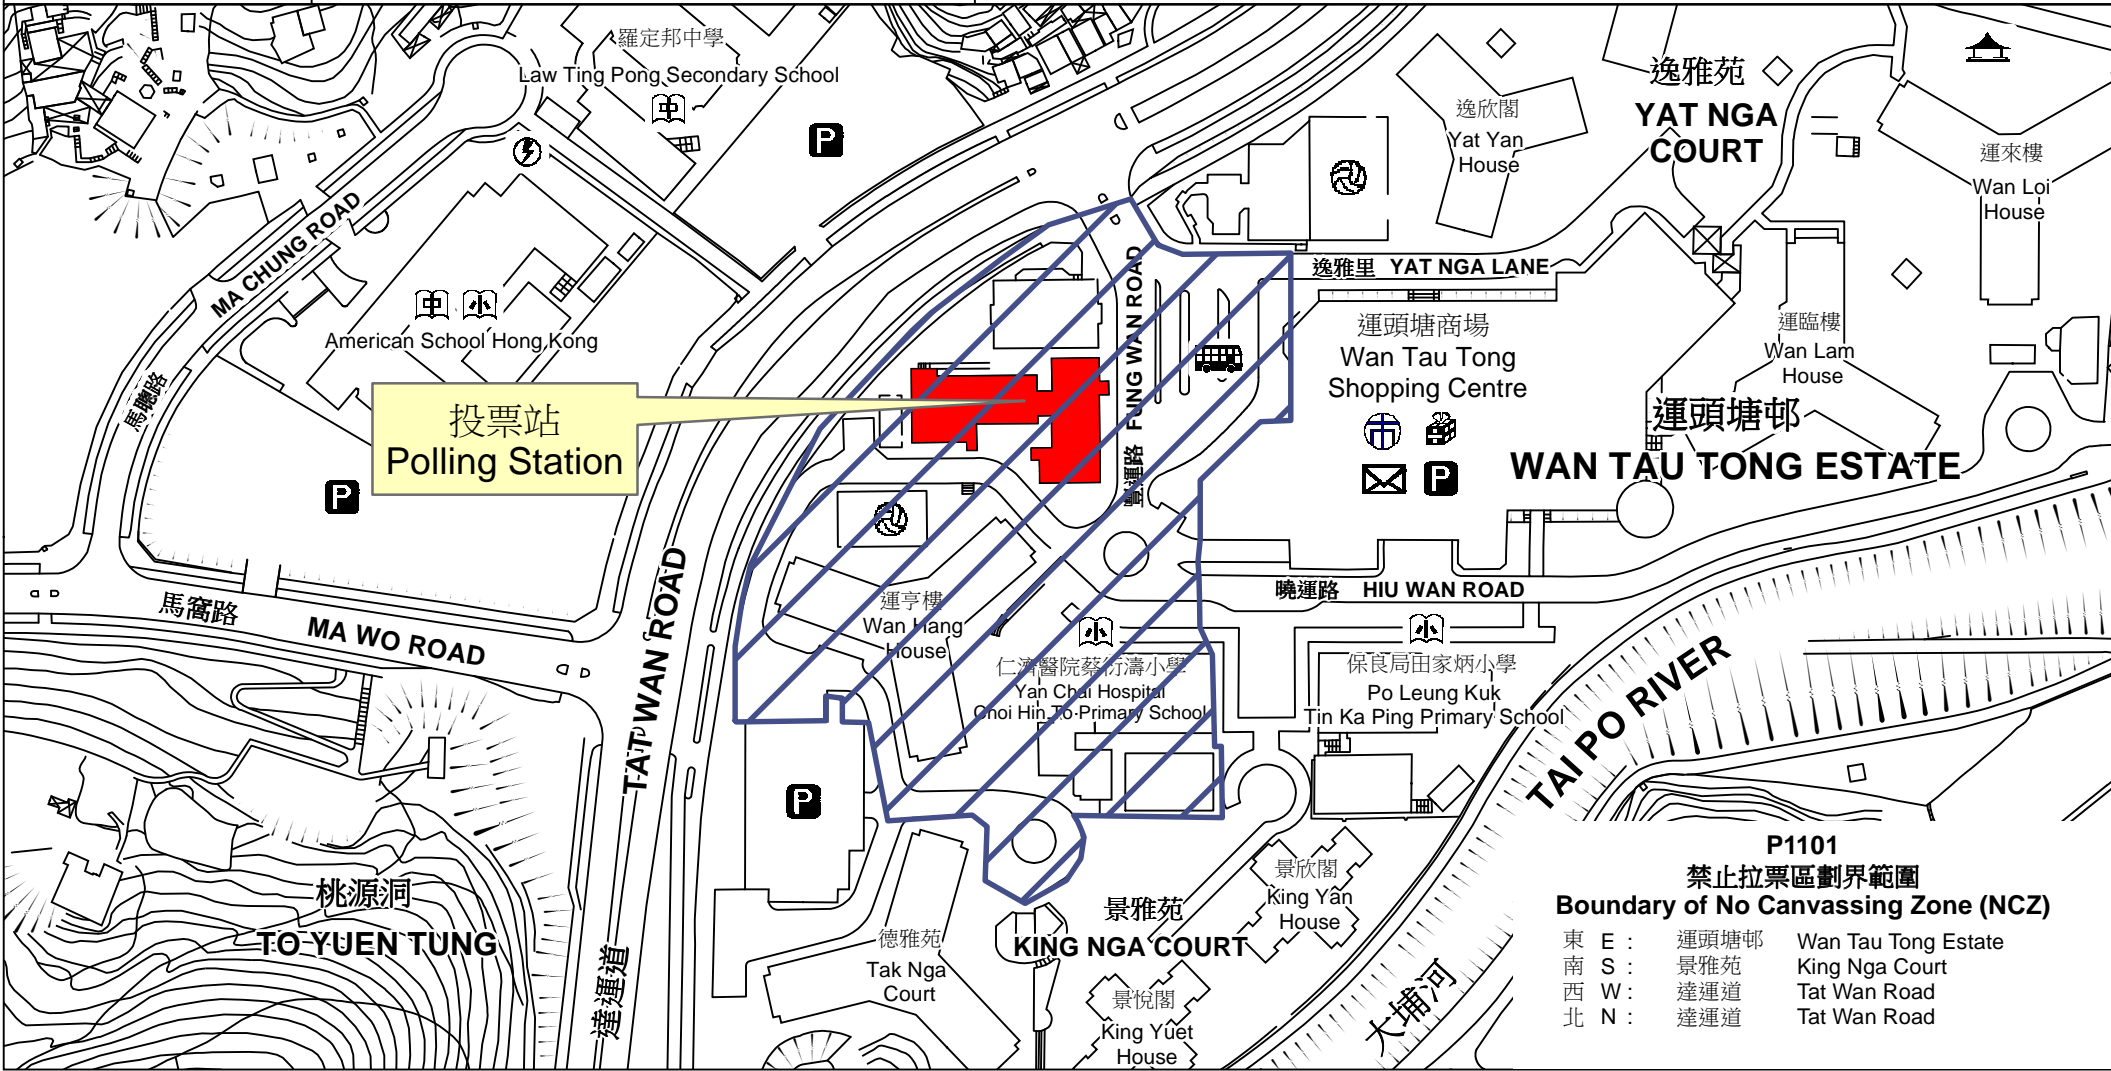 羅定邦中學
Law Ting Pong Secondary School
中
P
逸欣閣
Yat Yan
House
逸雅苑
YAT NGA
COURT
運來樓
Wan Loi
House
MA CHUNG ROAD
馬聰路
中 小
American School Hong Kong
投票站
Polling Station
P
豐運路 FUNG WAN ROAD
逸雅里 YAT NGA LANE
運頭塘商場
Wan Tau Tong
Shopping Centre
市
P
運臨樓
Wan Lam
House
運頭塘邨
WAN TAU TONG ESTATE
馬窩路 MA WO ROAD
TAT WAN ROAD
達運道
運亨樓
Wan Hang
House
小
仁濟醫院蔡衍濤小學
Yan Chai Hospital
Choi Hin To Primary School
曉運路 HIU WAN ROAD
小
保良局田家炳小學
Po Leung Kuk
Tin Ka Ping Primary School
TAI PO RIVER
大埔河
P
桃源洞
TO YUEN TUNG
德雅苑
Tak Nga
Court
景雅苑
KING NGA COURT
景欣閣
King Yan
House
景悅閣
King Yuet
House
P1101
禁止拉票區劃界範圍
Boundary of No Canvassing Zone (NCZ)
東 E : 運頭塘邨 Wan Tau Tong Estate
南 S : 景雅苑 King Nga Court
西 W : 達運道 Tat Wan Road
北 N : 達運道 Tat Wan Road